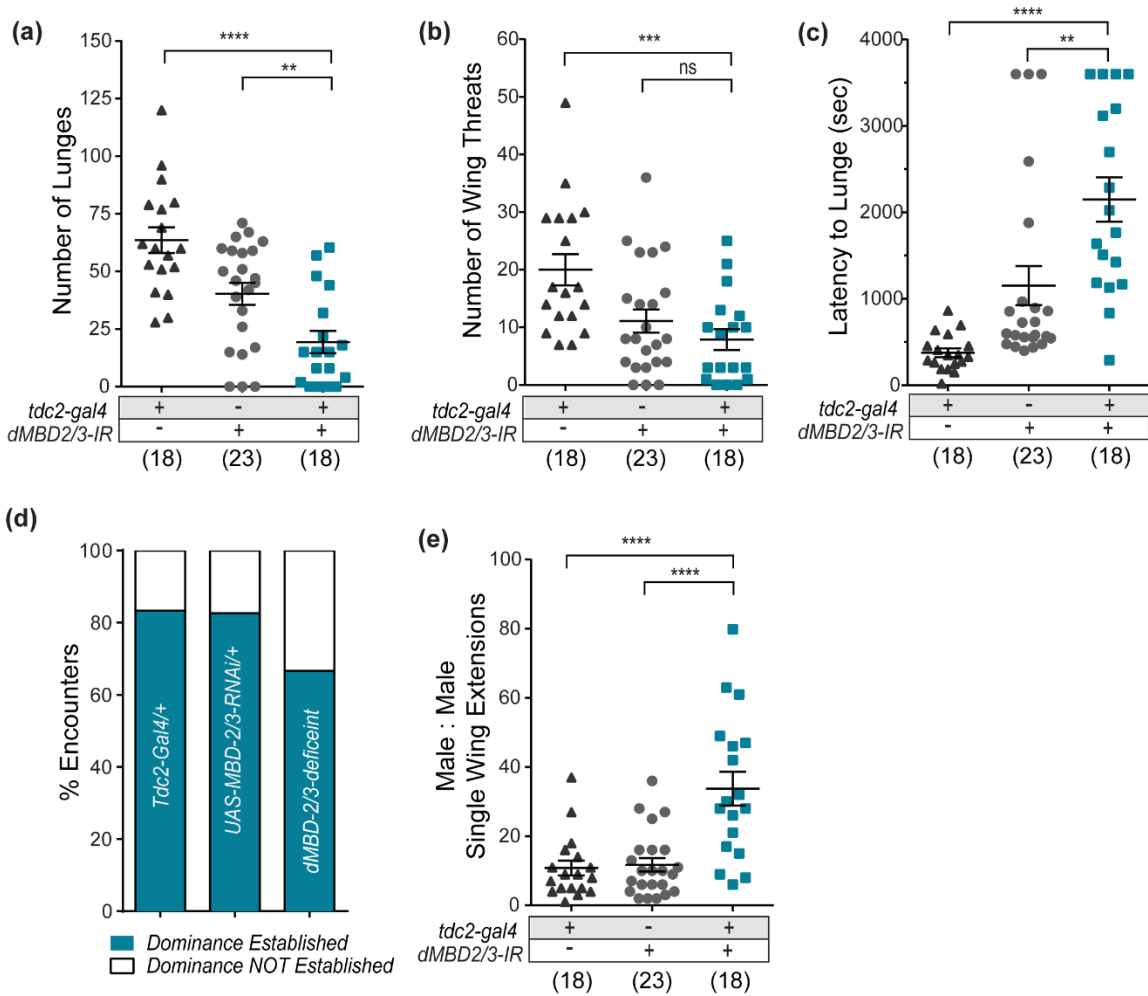 (a)
Number of Lunges
150
125
100
75
50
25
0
****
**
tdc2-gal4 + - +
dMBD2/3-IR - + +
(18) (23) (18)
(b)
Number of Wing Threats
60
50
40
30
20
10
0
***
ns
tdc2-gal4 + - +
dMBD2/3-IR - + +
(18) (23) (18)
(c)
Latency to Lunge (sec)
4000
3000
2000
1000
0
****
**
tdc2-gal4 + - +
dMBD2/3-IR - + +
(18) (23) (18)
(d)
% Encounters
100
80
60
40
20
0
Tdc2-Gal4/+
UAS-MBD-2/3-RNAi/+
dMBD-2/3-deficeint
Dominance Established
Dominance NOT Established
(e)
Male : Male
Single Wing Extensions
100
80
60
40
20
0
****
****
tdc2-gal4 + - +
dMBD2/3-IR - + +
(18) (23) (18)